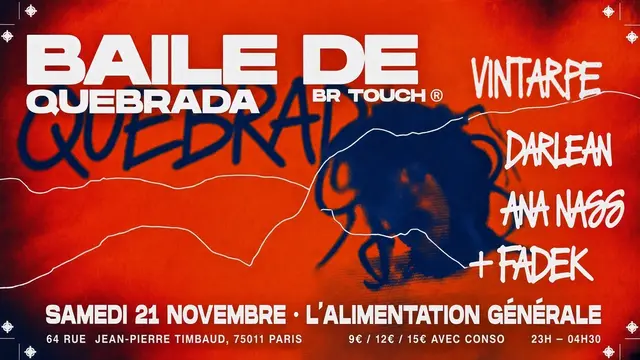 BAILE DE
QUEBRADA BR TOUCH ®
QUEBRADA
VINTARPE
DARLEAN
ANA NASS
+ FADEK
SAMEDI 21 NOVEMBRE · L'ALIMENTATION GÉNÉRALE
64 RUE JEAN-PIERRE TIMBAUD, 75011 PARIS 9€ / 12€ / 15€ AVEC CONSO 23H – 04H30